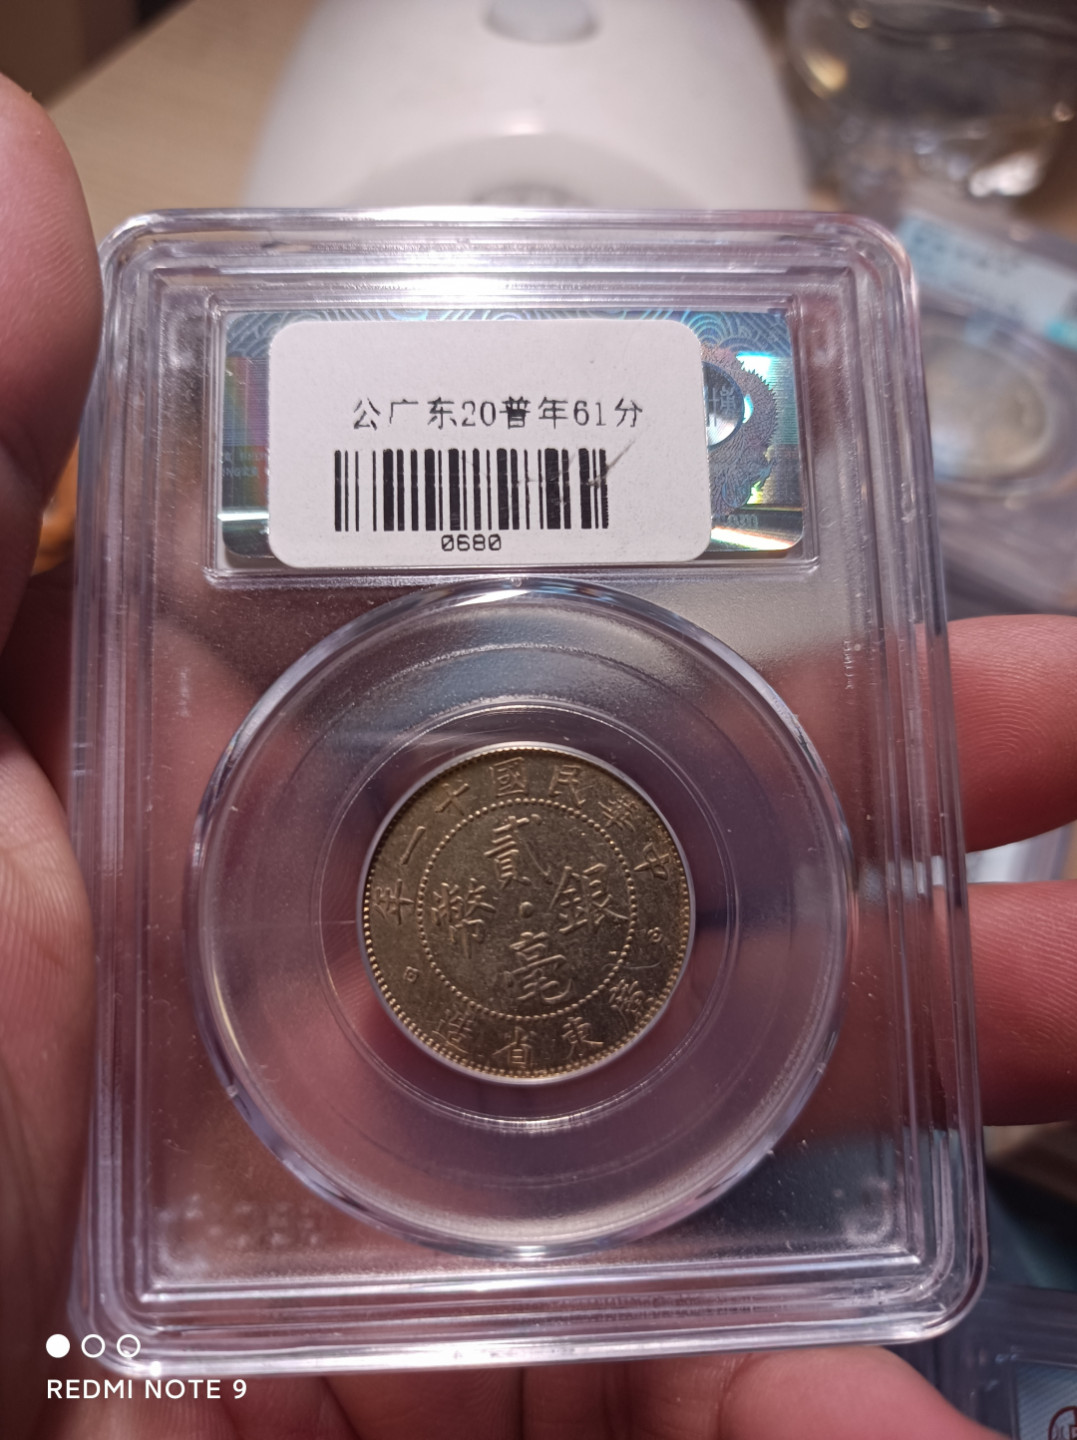 公广东20普年61分
0680
中華民國十一年
貳毫
銀幣
廣東省造
REDMI NOTE 9